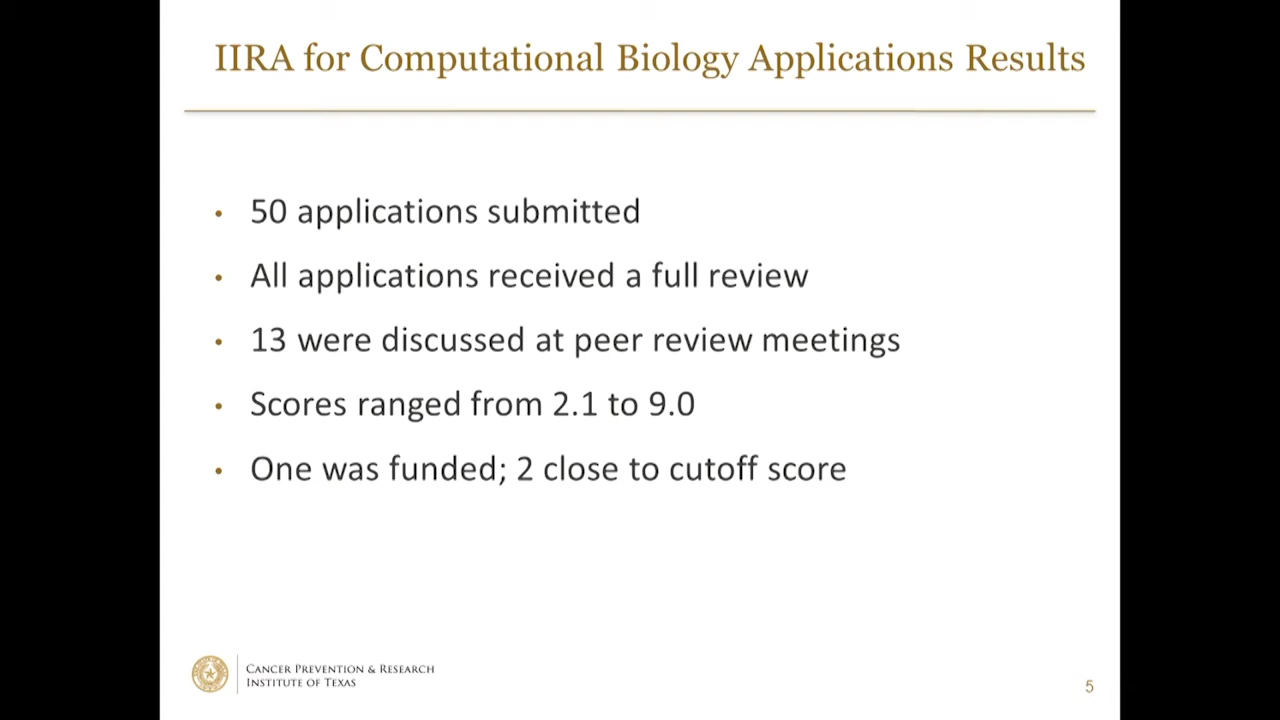 IIRA for Computational Biology Applications Results
• 50 applications submitted
• All applications received a full review
• 13 were discussed at peer review meetings
• Scores ranged from 2.1 to 9.0
• One was funded; 2 close to cutoff score
CANCER PREVENTION & RESEARCH
INSTITUTE OF TEXAS
5